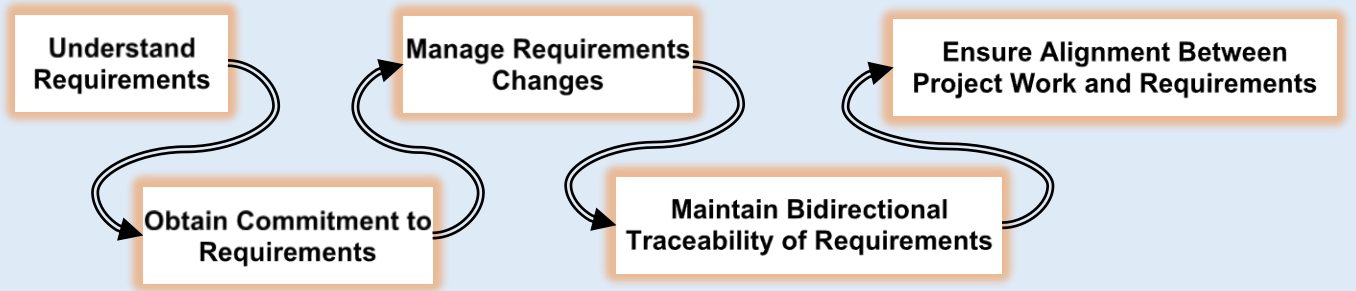 Understand
Requirements
Obtain Commitment to
Requirements
Manage Requirements
Changes
Maintain Bidirectional
Traceability of Requirements
Ensure Alignment Between
Project Work and Requirements